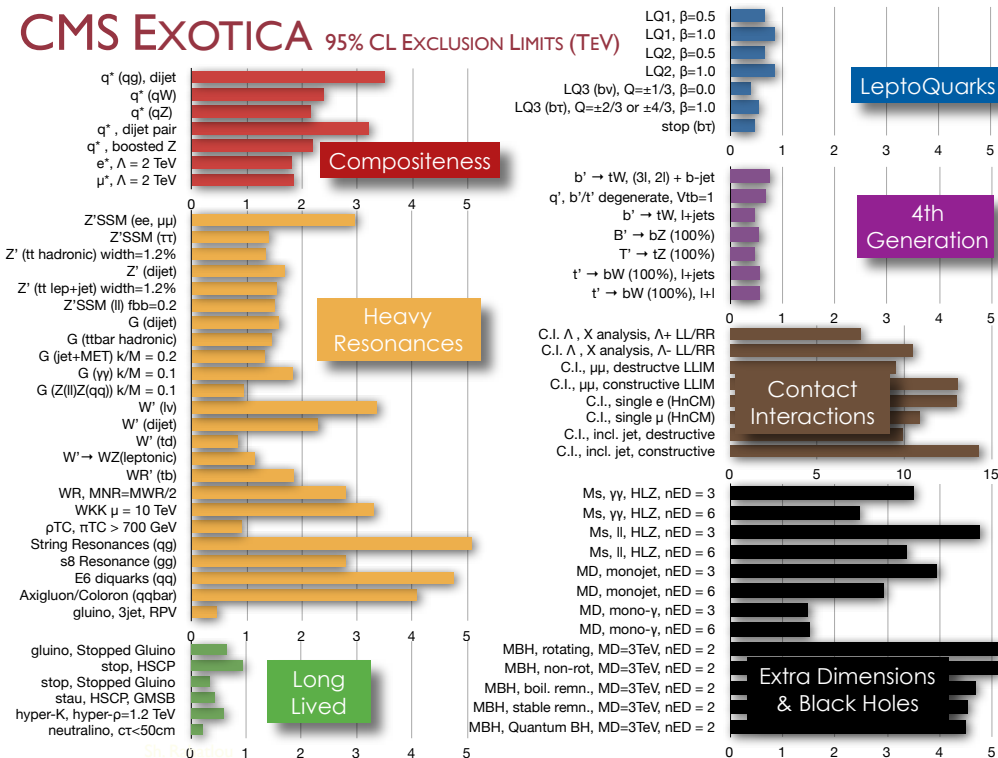 CMS EXOTICA 95% CL EXCLUSION LIMITS (TEV)
q* (qg), dijet
q* (qW)
q* (qZ)
q* , dijet pair
q* , boosted Z
e*, Λ = 2 TeV
μ*, Λ = 2 TeV
Compositeness
0 1 2 3 4 5
Z'SSM (ee, μμ)
Z'SSM (ττ)
Z' (tt hadronic) width=1.2%
Z' (dijet)
Z' (tt lep+jet) width=1.2%
Z'SSM (ll) fbb=0.2
G (dijet)
G (ttbar hadronic)
G (jet+MET) k/M = 0.2
G (γγ) k/M = 0.1
G (Z(ll)Z(qq)) k/M = 0.1
W' (lv)
W' (dijet)
W' (td)
W'→ WZ(leptonic)
WR' (tb)
WR, MNR=MWR/2
WKK μ = 10 TeV
ρTC, πTC > 700 GeV
String Resonances (qg)
s8 Resonance (gg)
E6 diquarks (qq)
Axigluon/Coloron (qqbar)
gluino, 3jet, RPV
Heavy
Resonances
0 1 2 3 4 5
gluino, Stopped Gluino
stop, HSCP
stop, Stopped Gluino
stau, HSCP, GMSB
hyper-K, hyper-ρ=1.2 TeV
neutralino, cτ<50cm
Long
Lived
0 1 2 3 4 5
LQ1, β=0.5
LQ1, β=1.0
LQ2, β=0.5
LQ2, β=1.0
LQ3 (bv), Q=±1/3, β=0.0
LQ3 (bτ), Q=±2/3 or ±4/3, β=1.0
stop (bτ)
LeptoQuarks
0 1 2 3 4 5
b' → tW, (3l, 2l) + b-jet
q', b'/t' degenerate, Vtb=1
b' → tW, l+jets
B' → bZ (100%)
T' → tZ (100%)
t' → bW (100%), l+jets
t' → bW (100%), l+l
4th
Generation
0 1 2 3 4 5
C.I. Λ , X analysis, Λ+ LL/RR
C.I. Λ , X analysis, Λ- LL/RR
C.I., μμ, destructve LLIM
C.I., μμ, constructive LLIM
C.I., single e (HnCM)
C.I., single μ (HnCM)
C.I., incl. jet, destructive
C.I., incl. jet, constructive
Contact
Interactions
0 5 10 15
Ms, γγ, HLZ, nED = 3
Ms, γγ, HLZ, nED = 6
Ms, ll, HLZ, nED = 3
Ms, ll, HLZ, nED = 6
MD, monojet, nED = 3
MD, monojet, nED = 6
MD, mono-γ, nED = 3
MD, mono-γ, nED = 6
MBH, rotating, MD=3TeV, nED = 2
MBH, non-rot, MD=3TeV, nED = 2
MBH, boil. remn., MD=3TeV, nED = 2
MBH, stable remn., MD=3TeV, nED = 2
MBH, Quantum BH, MD=3TeV, nED = 2
Extra Dimensions
& Black Holes
0 1 2 3 4 5